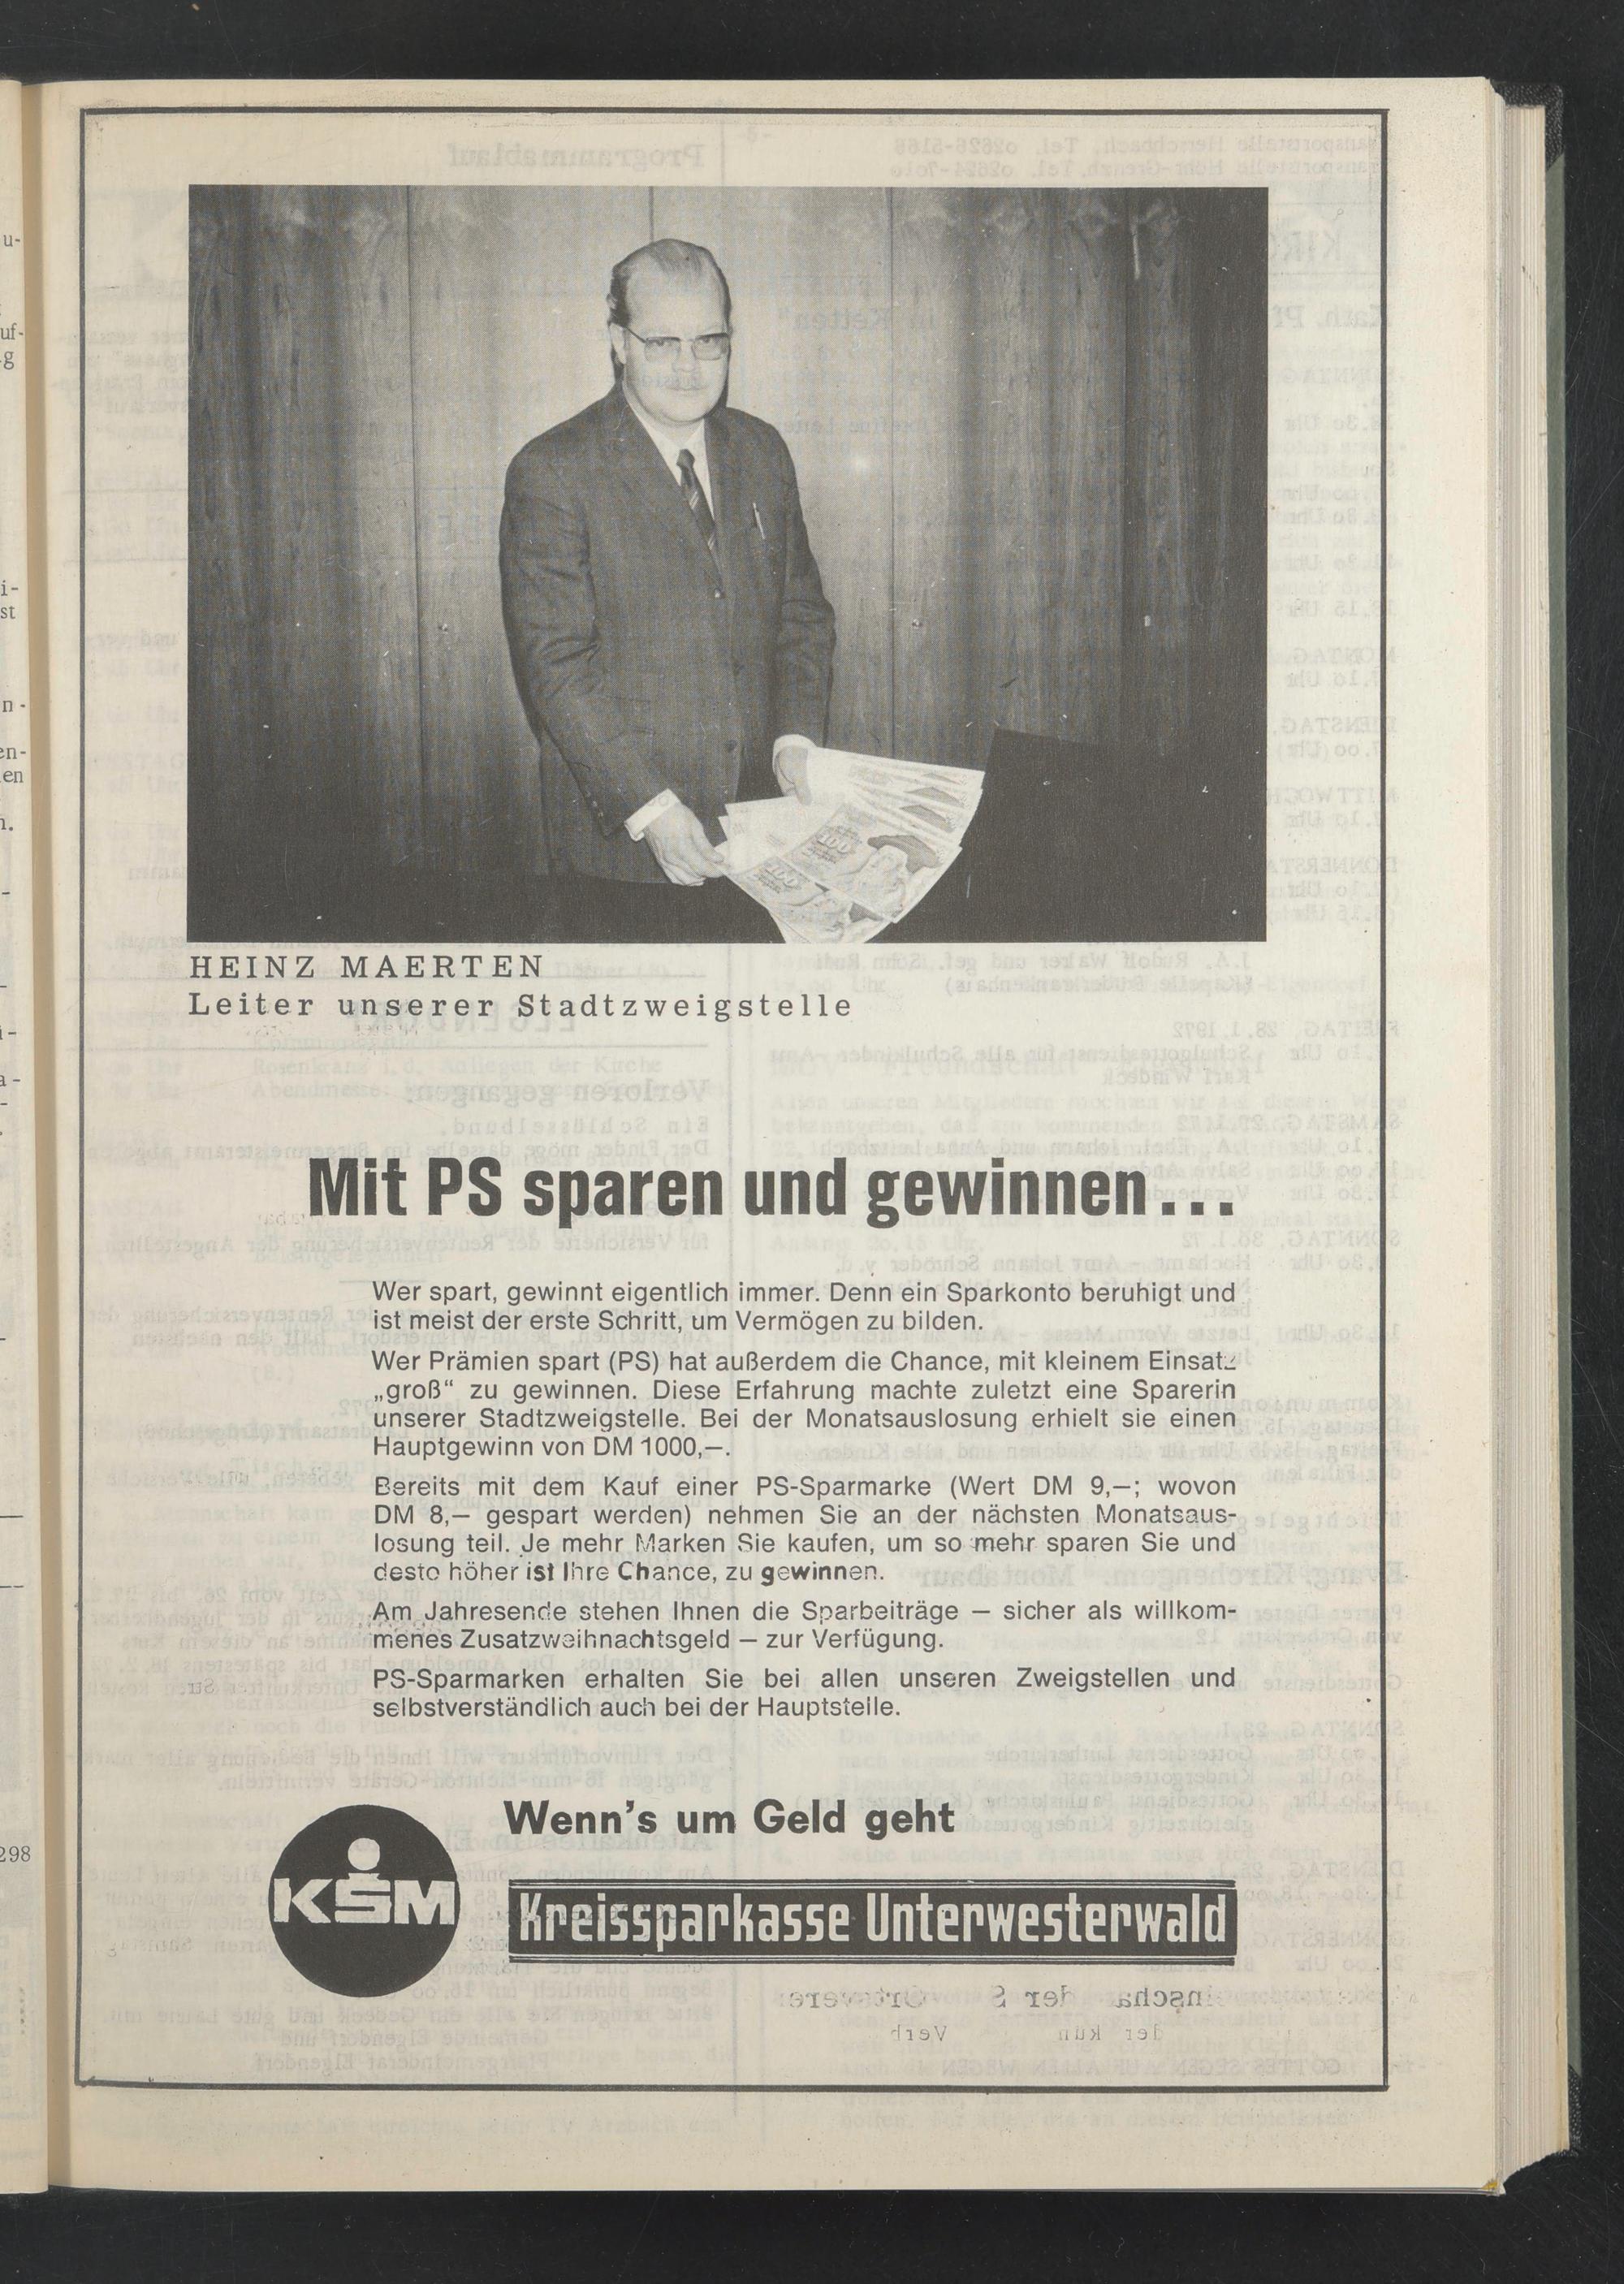 HEINZ MAERTEN
Leiter unserer Stadtzweigstelle
Mit PS sparen und gewinnen...
Wer spart, gewinnt eigentlich immer. Denn ein Sparkonto beruhigt und
ist meist der erste Schritt, um Vermögen zu bilden.
Wer Prämien spart (PS) hat außerdem die Chance, mit kleinem Einsatz
„groß“ zu gewinnen. Diese Erfahrung machte zuletzt eine Sparerin
unserer Stadtzweigstelle. Bei der Monatsauslosung erhielt sie einen
Hauptgewinn von DM 1000,—.
Bereits mit dem Kauf einer PS-Sparmarke (Wert DM 9,—; wovon
DM 8,— gespart werden) nehmen Sie an der nächsten Monatsaus-
losung teil. Je mehr Marken Sie kaufen, um so mehr sparen Sie und
desto höher ist Ihre Chance, zu gewinnen.
Am Jahresende stehen Ihnen die Sparbeiträge — sicher als willkom-
menes Zusatzweihnachtsgeld — zur Verfügung.
PS-Sparmarken erhalten Sie bei allen unseren Zweigstellen und
selbstverständlich auch bei der Hauptstelle.
Wenn's um Geld geht
KSM
Kreissparkasse Unterwesterwald